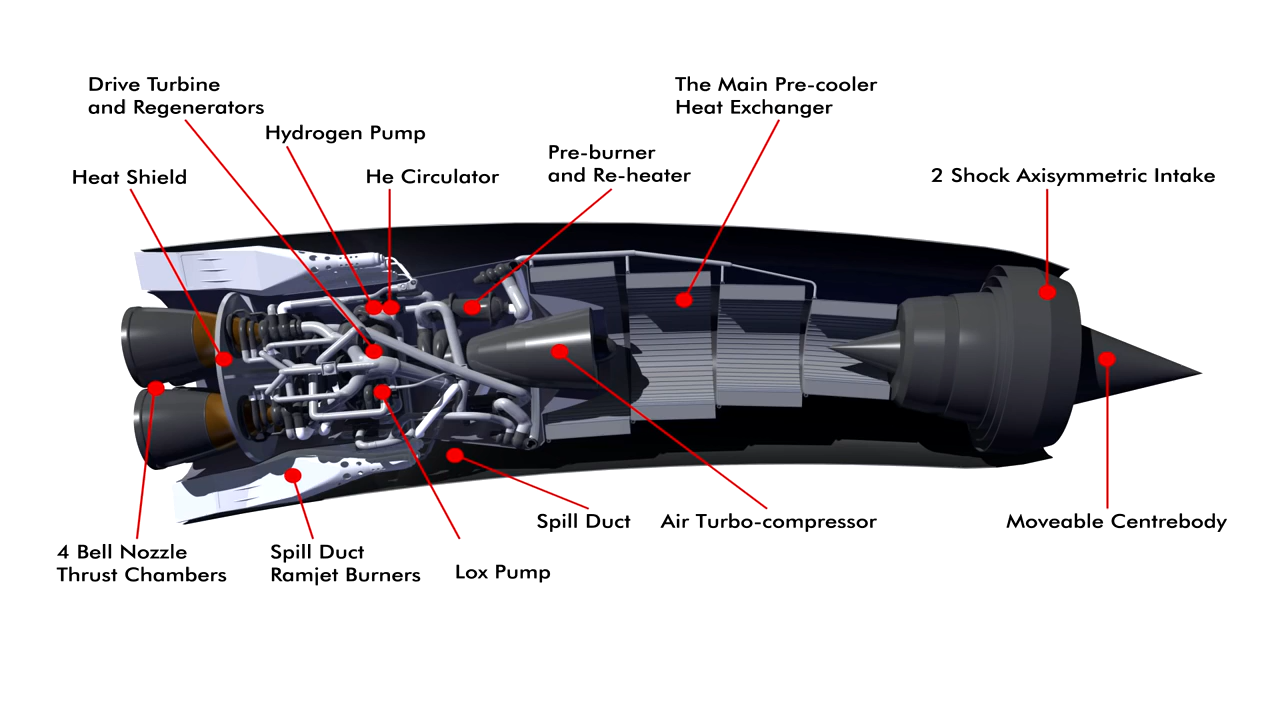 Drive Turbine
and Regenerators
The Main Pre-cooler
Heat Exchanger
Hydrogen Pump
Pre-burner
and Re-heater
Heat Shield
He Circulator
2 Shock Axisymmetric Intake
Spill Duct
Air Turbo-compressor
Moveable Centrebody
4 Bell Nozzle
Thrust Chambers
Spill Duct
Ramjet Burners
Lox Pump